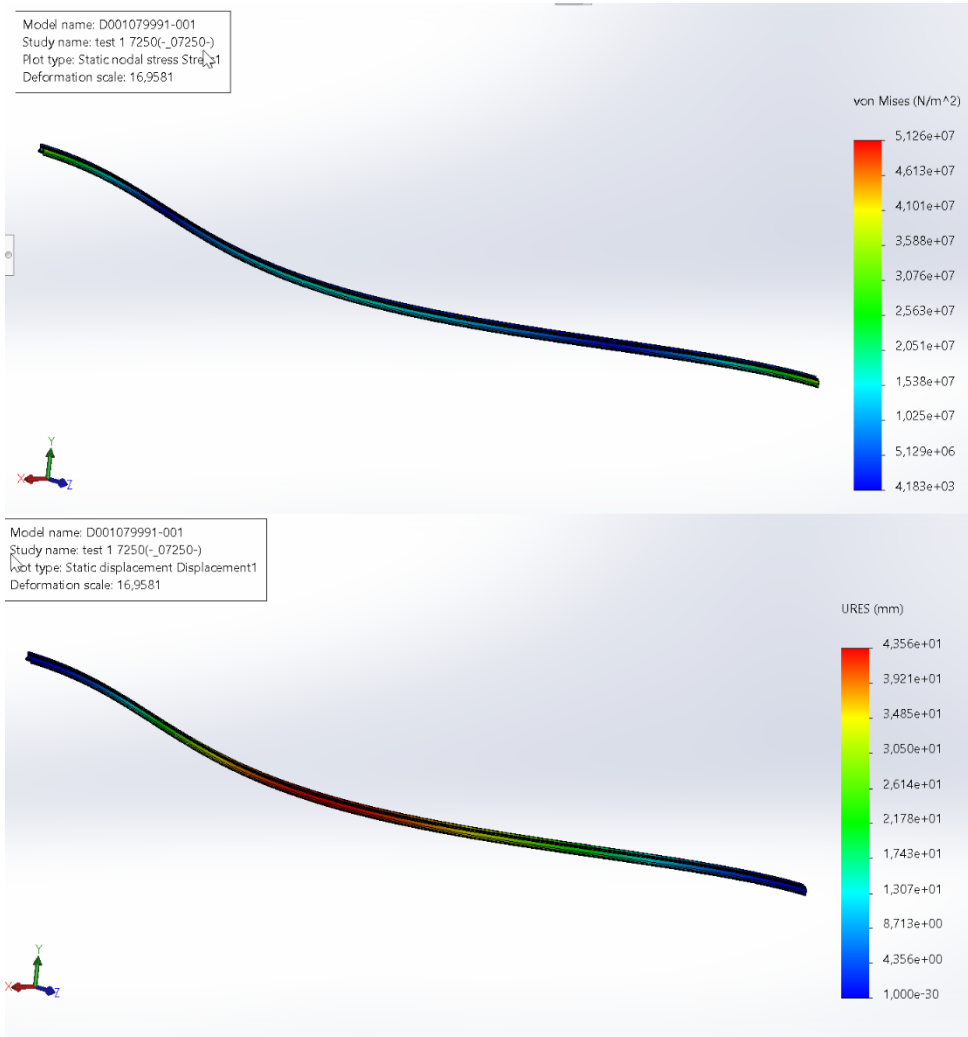 Model name: D001079991-001
Study name: test 1 7250(-_07250-)
Plot type: Static nodal stress Stress1
Deformation scale: 16,9581
von Mises (N/m^2)
5,126e+07
4,613e+07
4,101e+07
3,588e+07
3,076e+07
2,563e+07
2,051e+07
1,538e+07
1,025e+07
5,129e+06
4,183e+03
Y
X
Z
Model name: D001079991-001
Study name: test 1 7250(-_07250-)
Plot type: Static displacement Displacement1
Deformation scale: 16,9581
URES (mm)
4,356e+01
3,921e+01
3,485e+01
3,050e+01
2,614e+01
2,178e+01
1,743e+01
1,307e+01
8,713e+00
4,356e+00
1,000e-30
Y
X
Z